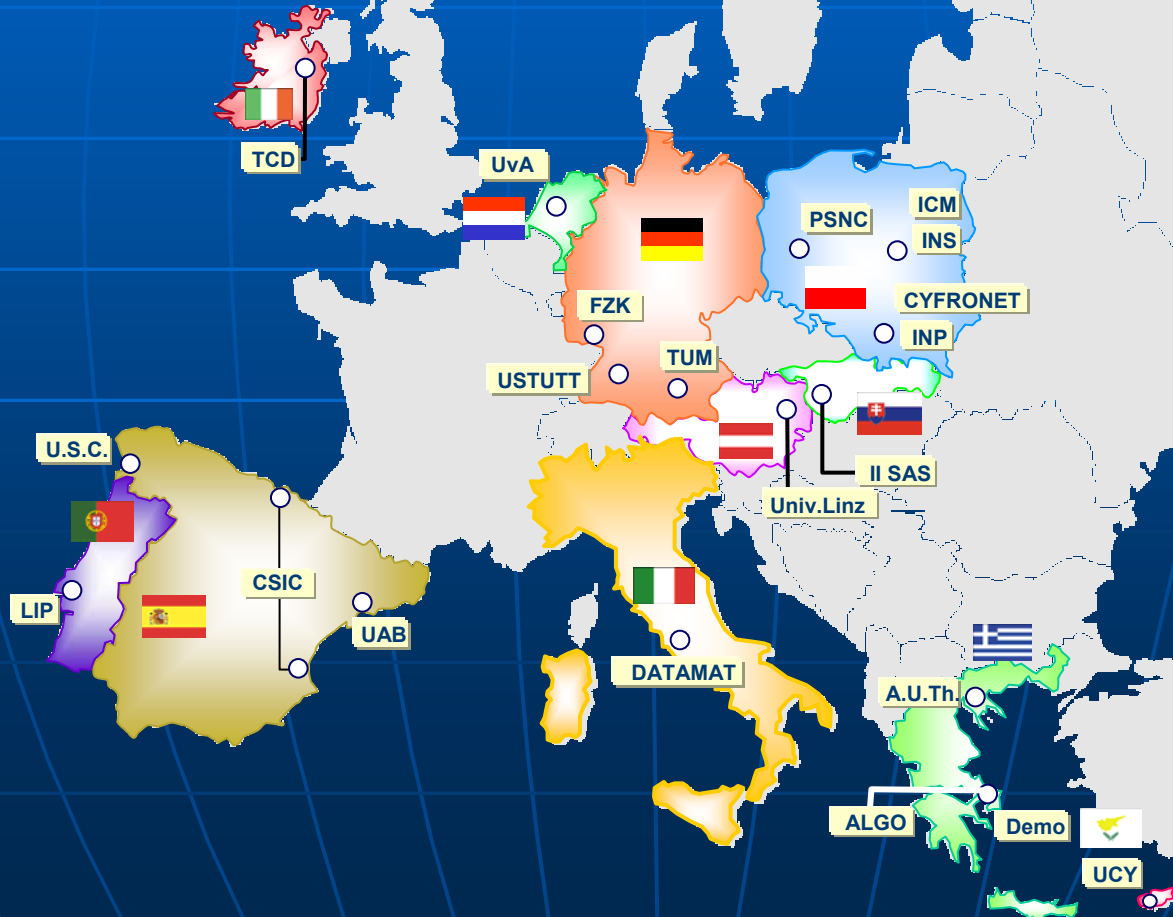 TCD
UvA
ICM
PSNC
INS
FZK
CYFRONET
INP
TUM
USTUTT
U.S.C.
II SAS
Univ.Linz
CSIC
LIP
UAB
DATAMAT
A.U.Th.
ALGO
Demo
UCY